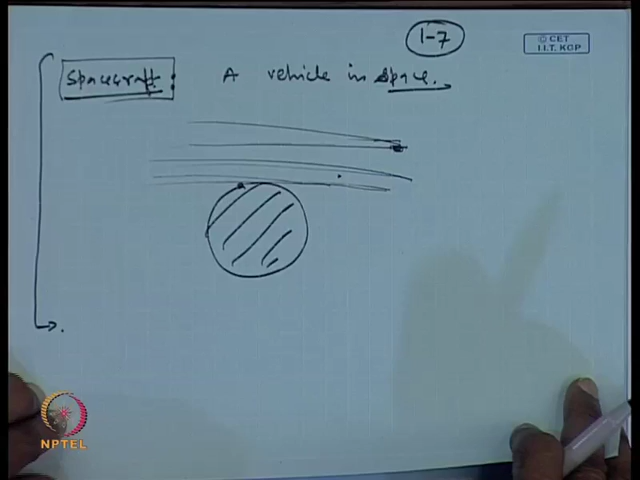 1-7
© CET
I.I.T. KGP
Spacecraft: A vehicle in space.
NPTEL